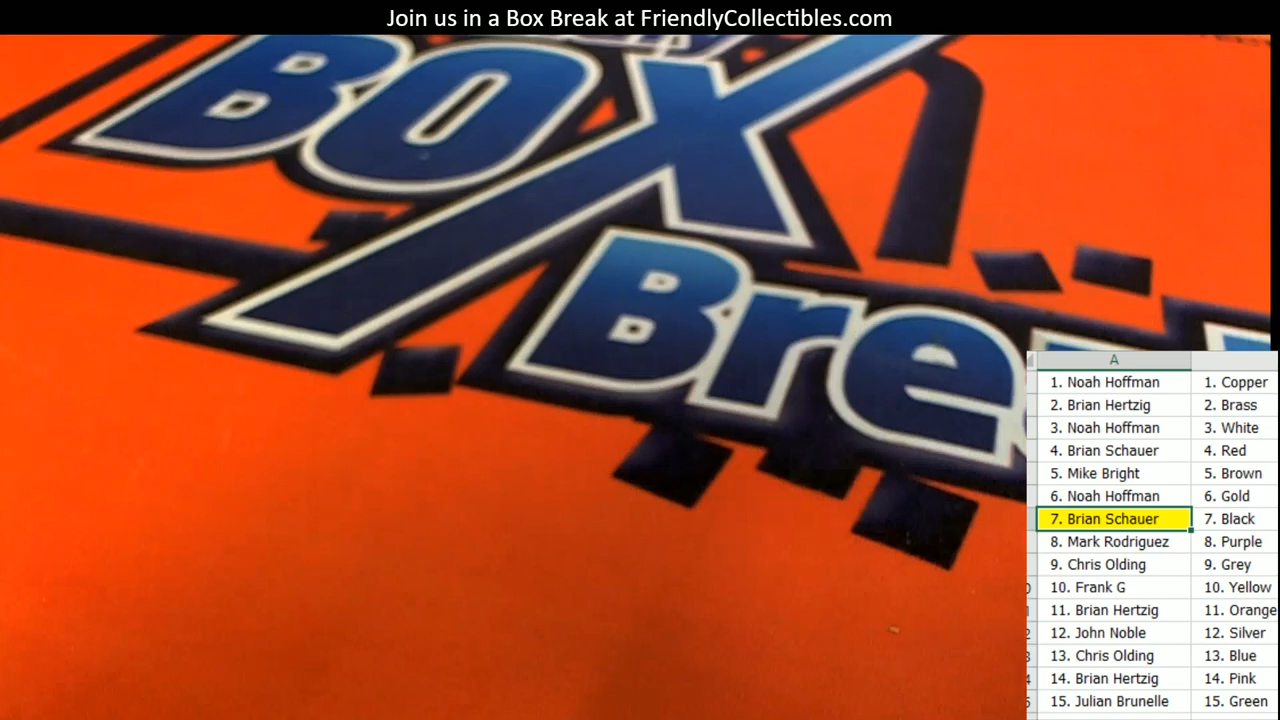 Join us in a Box Break at FriendlyCollectibles.com
BOX
Bre
A
1. Noah Hoffman 1. Copper
2. Brian Hertzig 2. Brass
3. Noah Hoffman 3. White
4. Brian Schauer 4. Red
5. Mike Bright 5. Brown
6. Noah Hoffman 6. Gold
7. Brian Schauer 7. Black
8. Mark Rodriguez 8. Purple
9. Chris Olding 9. Grey
10. Frank G 10. Yellow
11. Brian Hertzig 11. Orange
12. John Noble 12. Silver
13. Chris Olding 13. Blue
14. Brian Hertzig 14. Pink
15. Julian Brunelle 15. Green